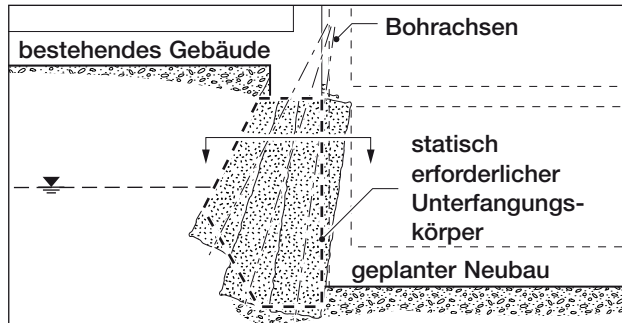 Bohrachsen
bestehendes Gebäude
statisch
erforderlicher
Unterfangungs-
körper
geplanter Neubau